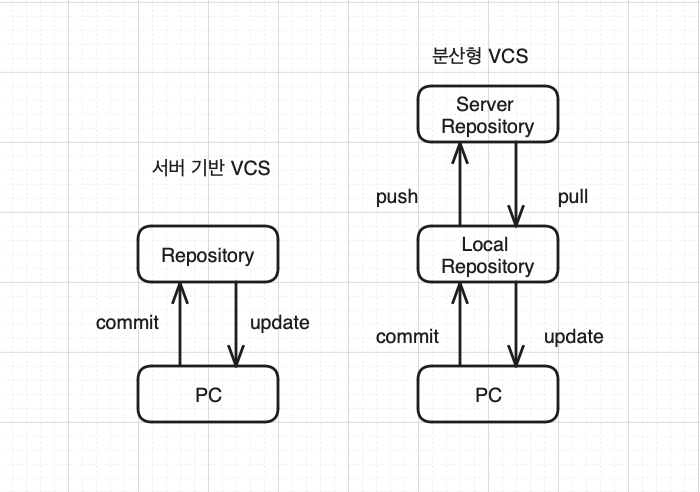 서버 기반 VCS
Repository
commit
update
PC
분산형 VCS
Server
Repository
push
pull
Local
Repository
commit
update
PC